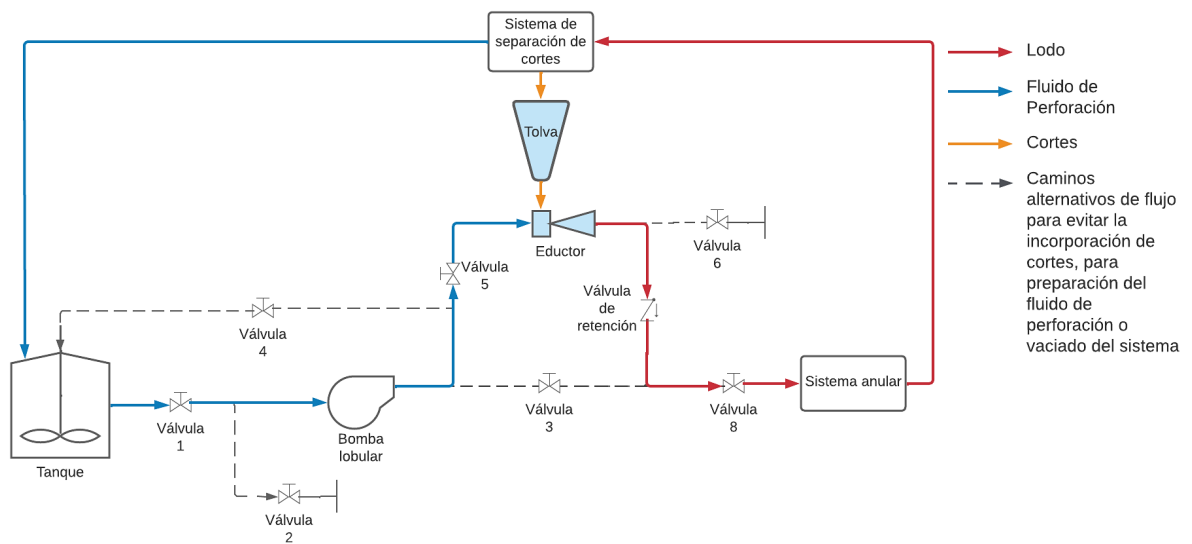 Sistema de
separación de
cortes
Tolva
Eductor
Válvula
5
Válvula
6
Válvula
de
retención
Válvula
4
Válvula
1
Bomba
lobular
Válvula
3
Válvula
8
Sistema anular
Tanque
Válvula
2
Lodo
Fluido de
Perforación
Cortes
Caminos
alternativos de flujo
para evitar la
incorporación de
cortes, para
preparación del
fluido de
perforación o
vaciado del sistema